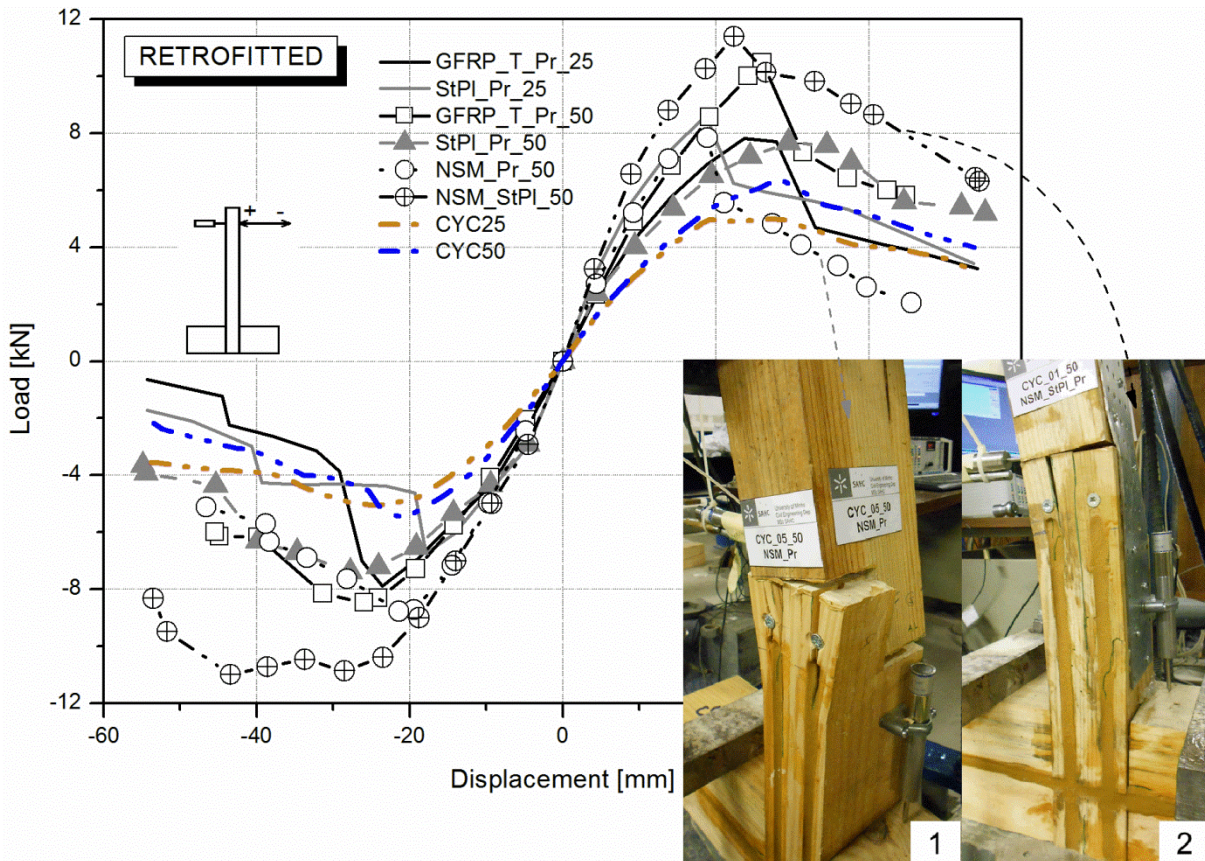 RETROFITTED
GFRP_T_Pr_25
StPl_Pr_25
GFRP_T_Pr_50
StPl_Pr_50
NSM_Pr_50
NSM_StPl_50
CYC25
CYC50
+ -
12
8
4
0
-4
-8
-12
Load [kN]
-60
-40
-20
0
Displacement [mm]
CYC_05_50
NSM_Pr
CYC_05_50
NSM_Pr
1
CYC_01_50
NSM_StPl_Pr
2